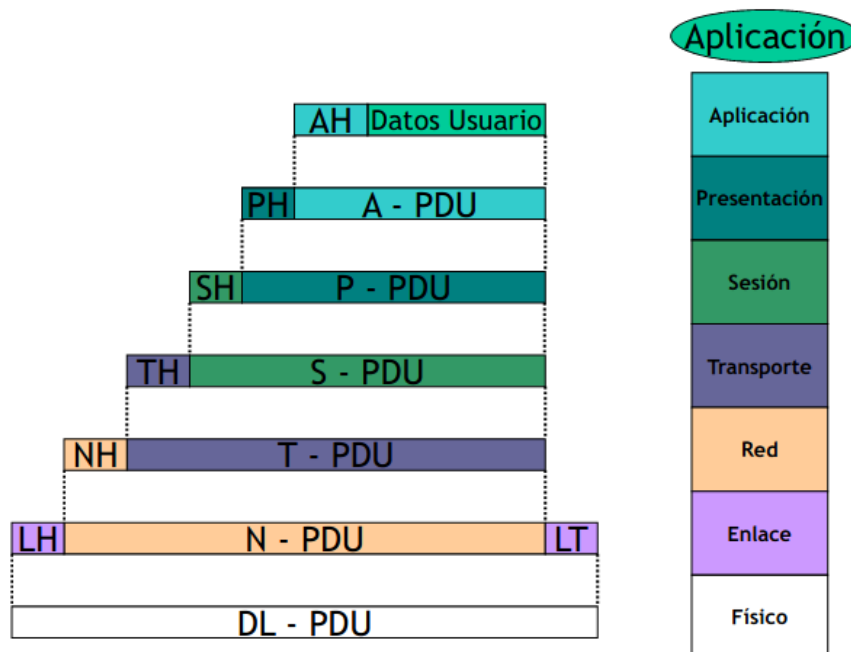 Aplicación
AH Datos Usuario
Aplicación
PH A - PDU
Presentación
SH P - PDU
Sesión
TH S - PDU
Transporte
NH T - PDU
Red
LH N - PDU LT
Enlace
DL - PDU
Físico